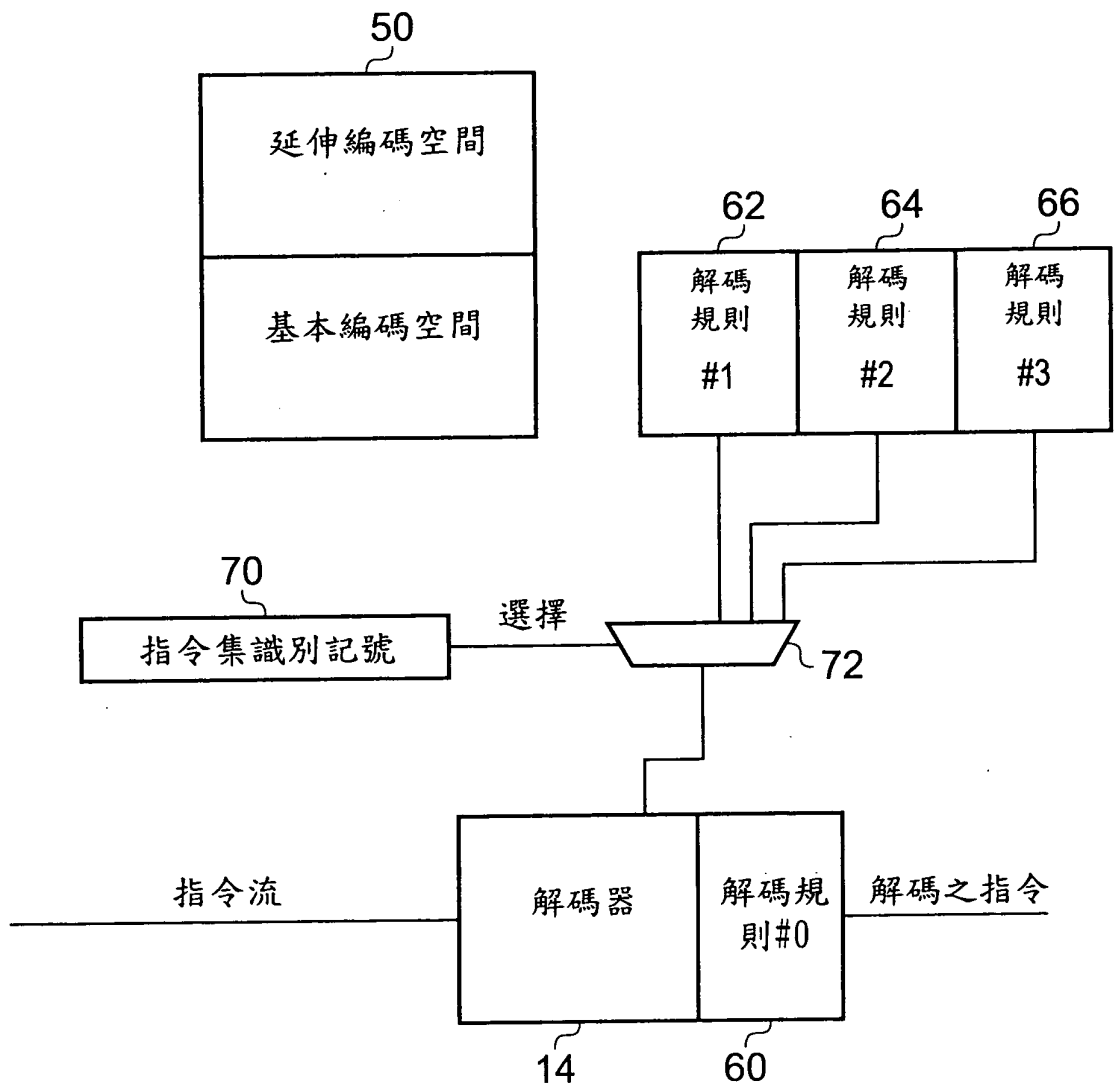 50
延伸編碼空間
基本編碼空間
62
64
66
解碼
規則
#1
解碼
規則
#2
解碼
規則
#3
70
指令集識別記號
選擇
72
指令流
解碼器
解碼規
則#0
解碼之指令
14
60